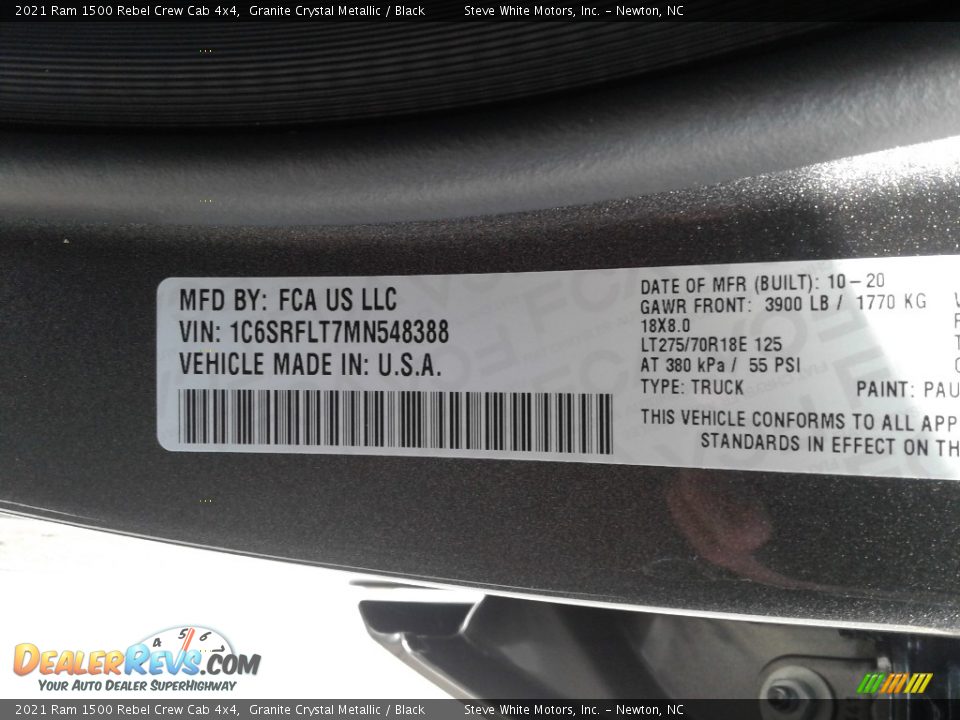 2021 Ram 1500 Rebel Crew Cab 4x4, Granite Crystal Metallic / Black Steve White Motors, Inc. - Newton, NC
MFD BY: FCA US LLC
VIN: 1C6SRFLT7MN548388
VEHICLE MADE IN: U.S.A.
DATE OF MFR (BUILT): 10-20
GAWR FRONT: 3900 LB / 1770 KG
18X8.0
LT275/70R18E 125
AT 380 kPa / 55 PSI
TYPE: TRUCK PAINT: PAU
THIS VEHICLE CONFORMS TO ALL APP
STANDARDS IN EFFECT ON TH
4 5 6
DEALERREVS.COM
YOUR AUTO DEALER SUPERHIGHWAY
2021 Ram 1500 Rebel Crew Cab 4x4, Granite Crystal Metallic / Black Steve White Motors, Inc. - Newton, NC